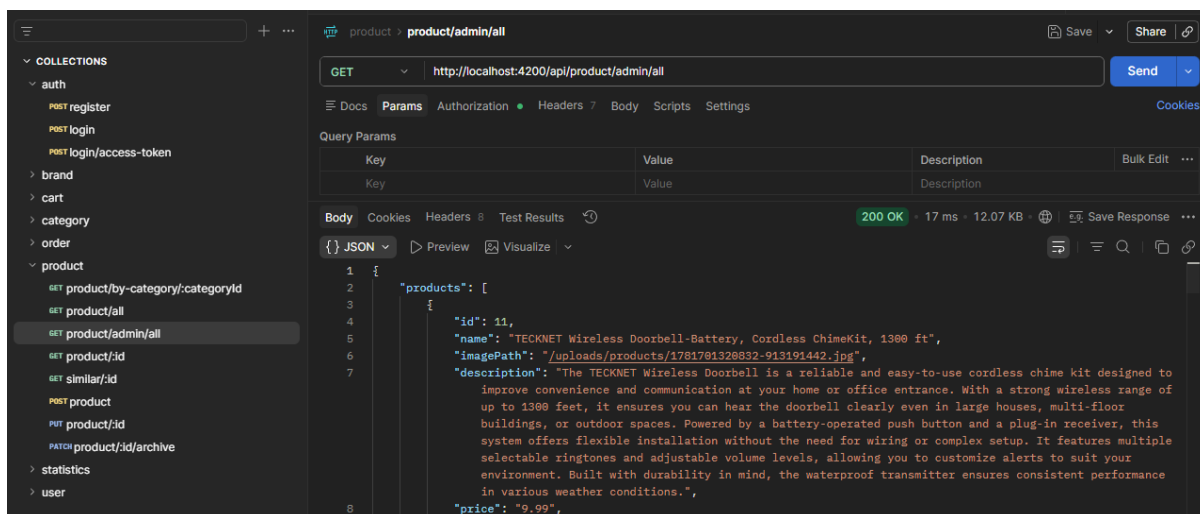 product > product/admin/all
Save
Share
COLLECTIONS
auth
POST register
POST login
POST login/access-token
brand
cart
category
order
product
GET product/by-category/:categoryId
GET product/all
GET product/admin/all
GET product/:id
GET similar/:id
POST product
PUT product/:id
PATCH product/:id/archive
statistics
user
HTTP
GET http://localhost:4200/api/product/admin/all
Send
Docs Params Authorization Headers 7 Body Scripts Settings
Cookies
Query Params
Key Value Description Bulk Edit
Key Value Description
Body Cookies Headers 8 Test Results
200 OK 17 ms 12.07 KB e.g. Save Response
{ } JSON Preview Visualize
1 {
2 "products": [
3 {
4 "id": 11,
5 "name": "TECKNET Wireless Doorbell-Battery, Cordless ChimeKit, 1300 ft",
6 "imagePath": "/uploads/products/1781701320832-913191442.jpg",
7 "description": "The TECKNET Wireless Doorbell is a reliable and easy-to-use cordless chime kit designed to
improve convenience and communication at your home or office entrance. With a strong wireless range of
up to 1300 feet, it ensures you can hear the doorbell clearly even in large houses, multi-floor
buildings, or outdoor spaces. Powered by a battery-operated push button and a plug-in receiver, this
system offers flexible installation without the need for wiring or complex setup. It features multiple
selectable ringtones and adjustable volume levels, allowing you to customize alerts to suit your
environment. Built with durability in mind, the waterproof transmitter ensures consistent performance
in various weather conditions.",
8 "price": "9.99",